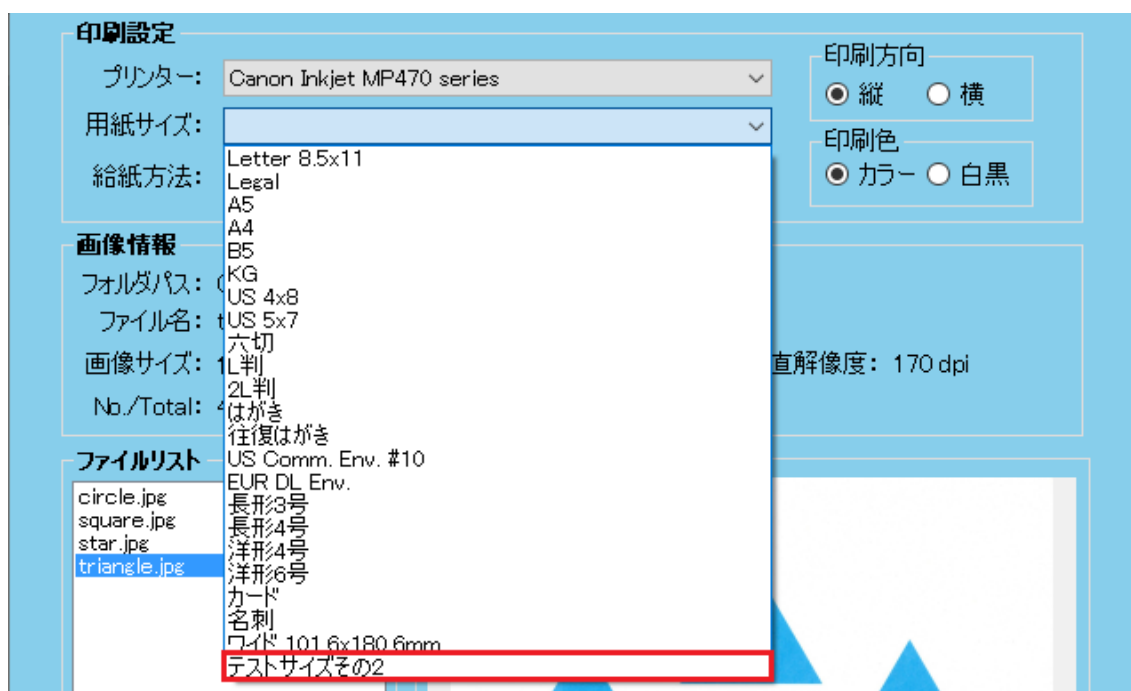 印刷設定
プリンター: Canon Inkjet MP470 series
用紙サイズ:
給紙方法:
印刷方向
縦 横
印刷色
カラー 白黒
Letter 8.5x11
Legal
A5
A4
B5
KG
US 4x8
US 5x7
六切
L判
2L判
はがき
往復はがき
US Comm. Env. #10
EUR DL Env.
長形3号
長形4号
洋形4号
洋形6号
カード
名刺
ワイド 101.6x180.6mm
テストサイズその2
画像情報
フォルダパス:
ファイル名:
画像サイズ:
直解像度: 170 dpi
No./Total:
ファイルリスト
circle.jpg
square.jpg
star.jpg
triangle.jpg